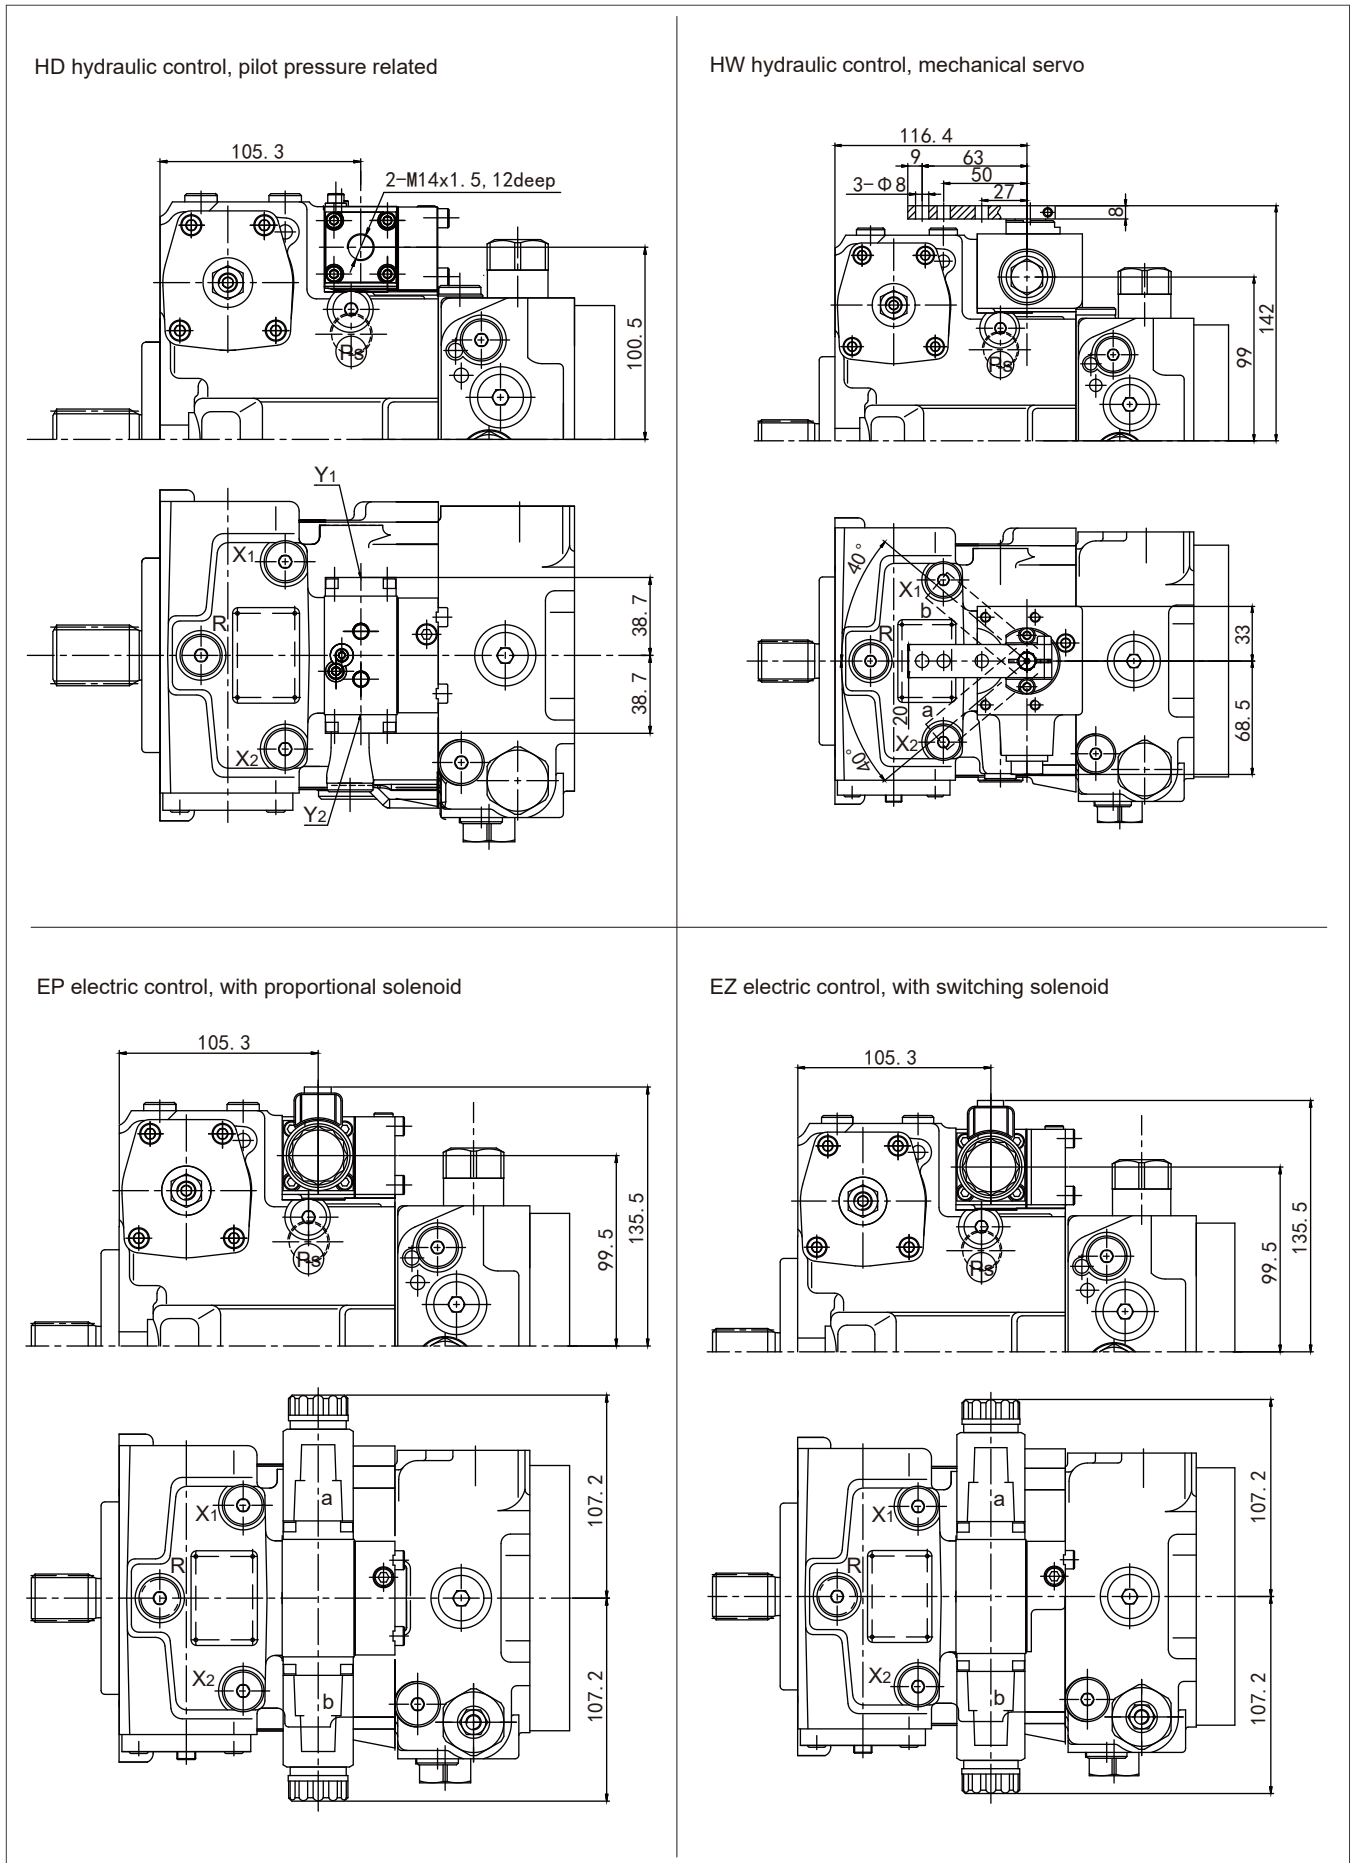 HD hydraulic control, pilot pressure related
105.3
2-M14x1.5, 12deep
100.5
Ps
Y1
X1
R
38.7
38.7
X2
Y2
HW hydraulic control, mechanical servo
116.4
9 63
50
3-Φ8
27
8
142
99
Ps
40°
X1
b
R
33
20
a
X2
68.5
40°
EP electric control, with proportional solenoid
105.3
135.5
99.5
Ps
107.2
a
X1
R
X2
b
107.2
EZ electric control, with switching solenoid
105.3
135.5
99.5
Ps
107.2
a
X1
R
X2
b
107.2